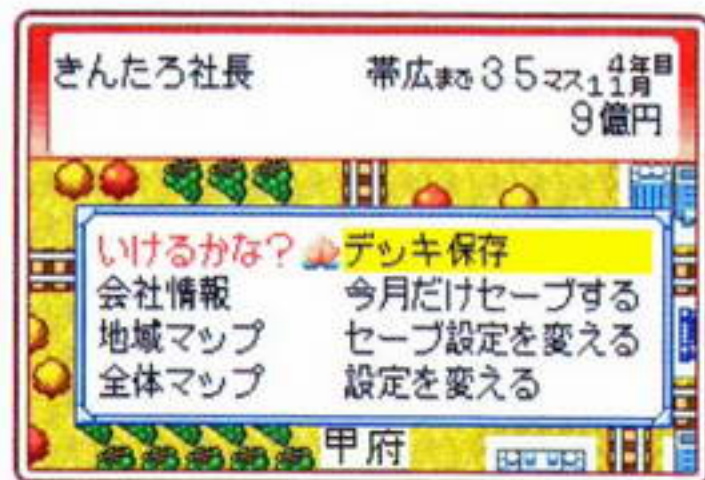 きんたろ社長 帯広まで35マス 4年目
11月
9億円
いけるかな? デッキ保存
会社情報 今月だけセーブする
地域マップ セーブ設定を変える
全体マップ 設定を変える
甲府